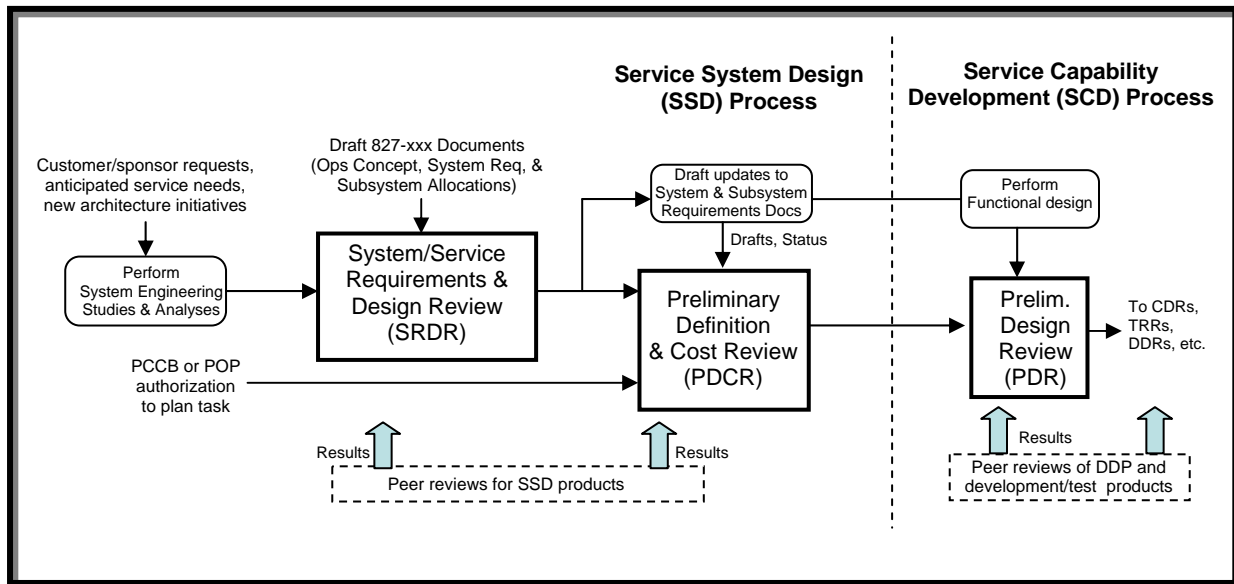 Service System Design
(SSD) Process
Service Capability
Development (SCD) Process
Customer/sponsor requests,
anticipated service needs,
new architecture initiatives
Draft 827-xxx Documents
(Ops Concept, System Req, &
Subsystem Allocations)
Draft updates to
System & Subsystem
Requirements Docs
Perform
Functional design
Drafts, Status
Perform
System Engineering
Studies & Analyses
System/Service
Requirements &
Design Review
(SRDR)
Preliminary
Definition
& Cost Review
(PDCR)
Prelim.
Design
Review
(PDR)
To CDRs,
TRRs,
DDRs, etc.
PCCB or POP
authorization
to plan task
Results
Results
Peer reviews for SSD products
Results
Peer reviews of DDP and
development/test products